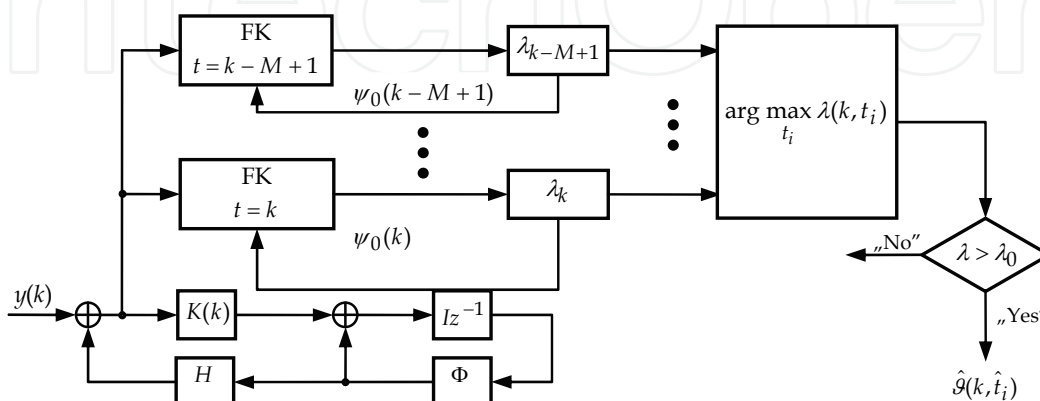 ntechOpen
FK
t = k − M + 1
λ_{k−M+1}
ψ_0(k − M + 1)
arg max λ(k, t_i)
t_i
FK
t = k
λ_k
ψ_0(k)
„No”
λ > λ_0
y(k)
K(k)
Iz^{−1}
„Yes”
H
Φ
ϑ̂(k, t̂_i)